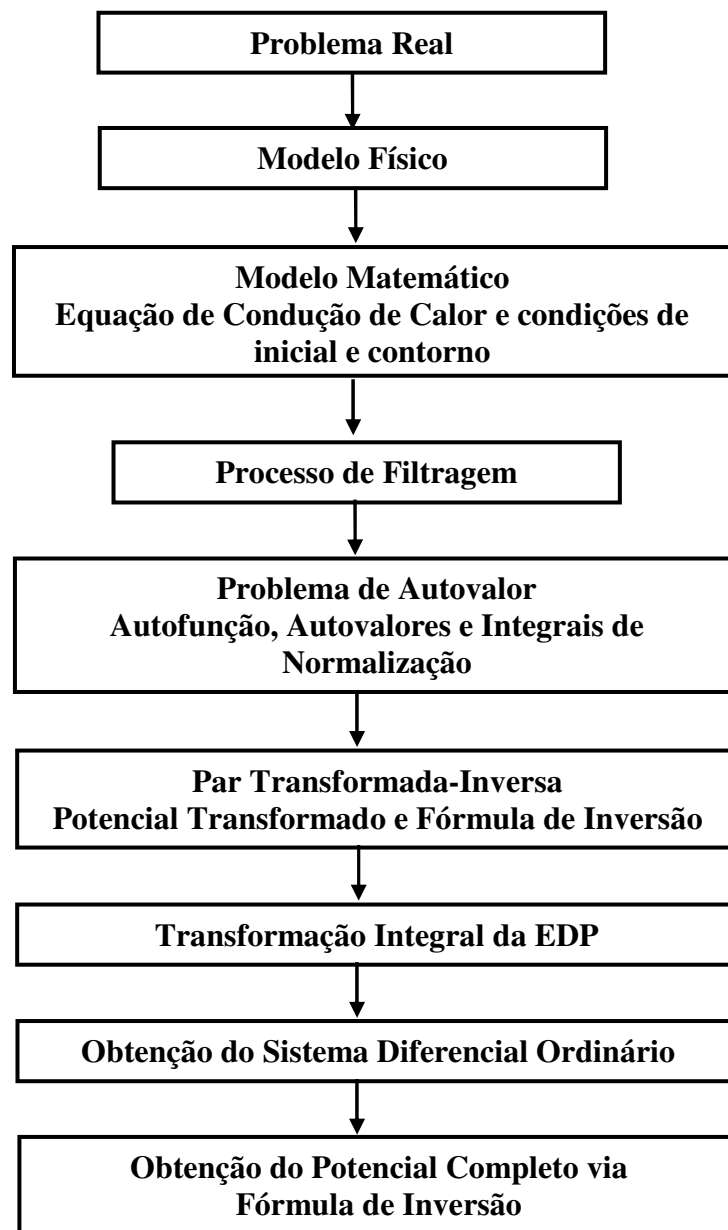 Problema Real
Modelo Físico
Modelo Matemático
Equação de Condução de Calor e condições de
inicial e contorno
Processo de Filtragem
Problema de Autovalor
Autofunção, Autovalores e Integrais de
Normalização
Par Transformada-Inversa
Potencial Transformado e Fórmula de Inversão
Transformação Integral da EDP
Obtenção do Sistema Diferencial Ordinário
Obtenção do Potencial Completo via
Fórmula de Inversão